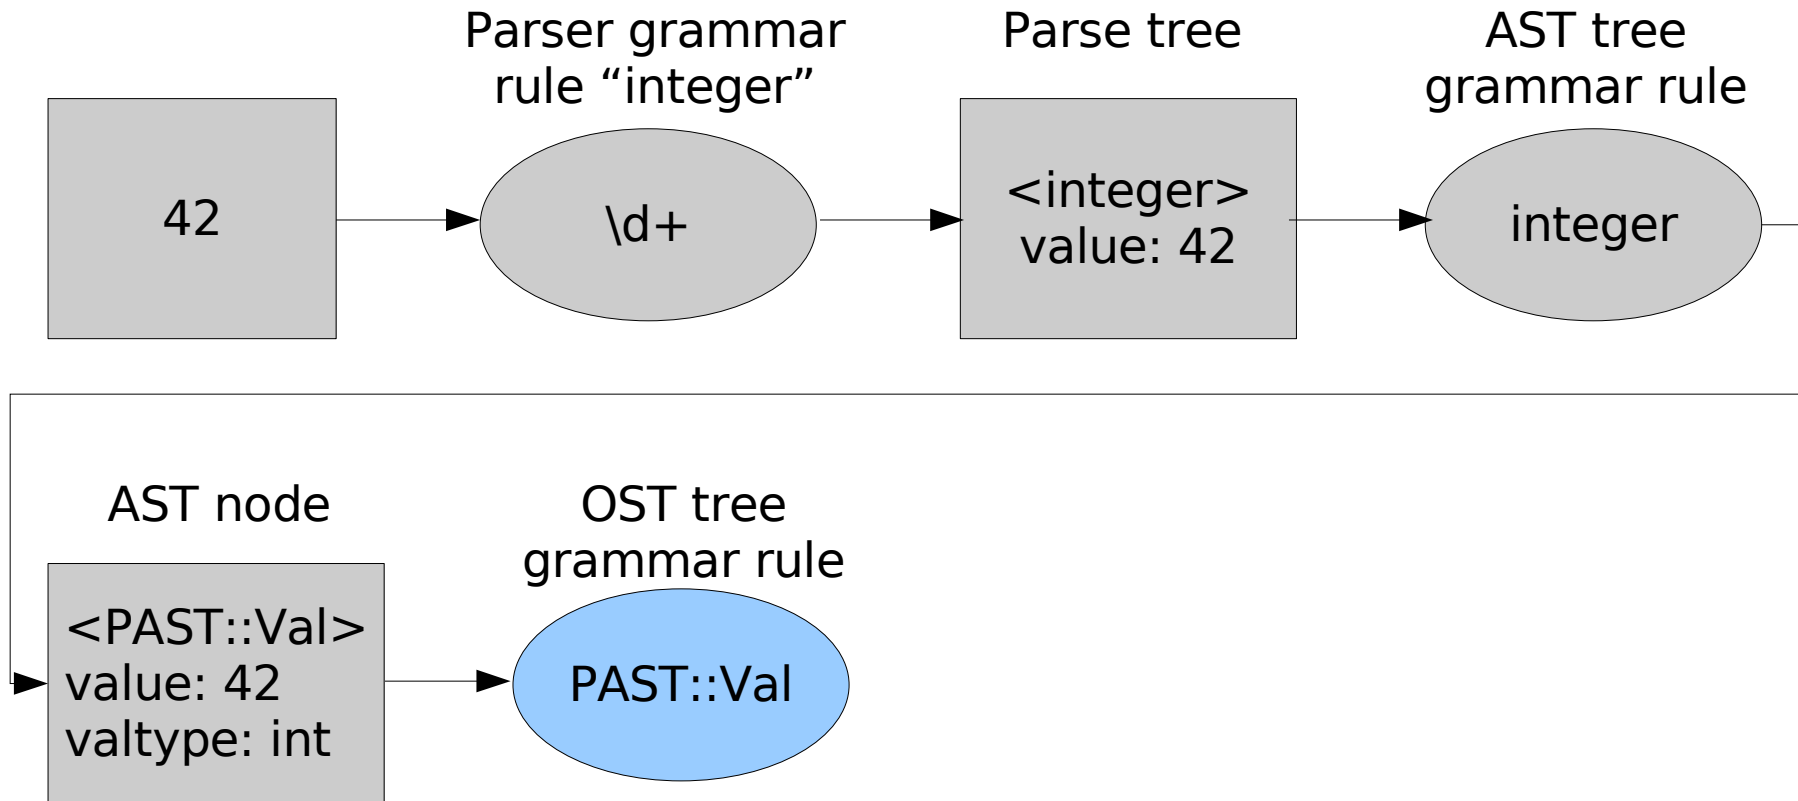 Parser grammar
rule “integer”
Parse tree
AST tree
grammar rule
42
\d+
<integer>
value: 42
integer
AST node
OST tree
grammar rule
<PAST::Val>
value: 42
valtype: int
PAST::Val